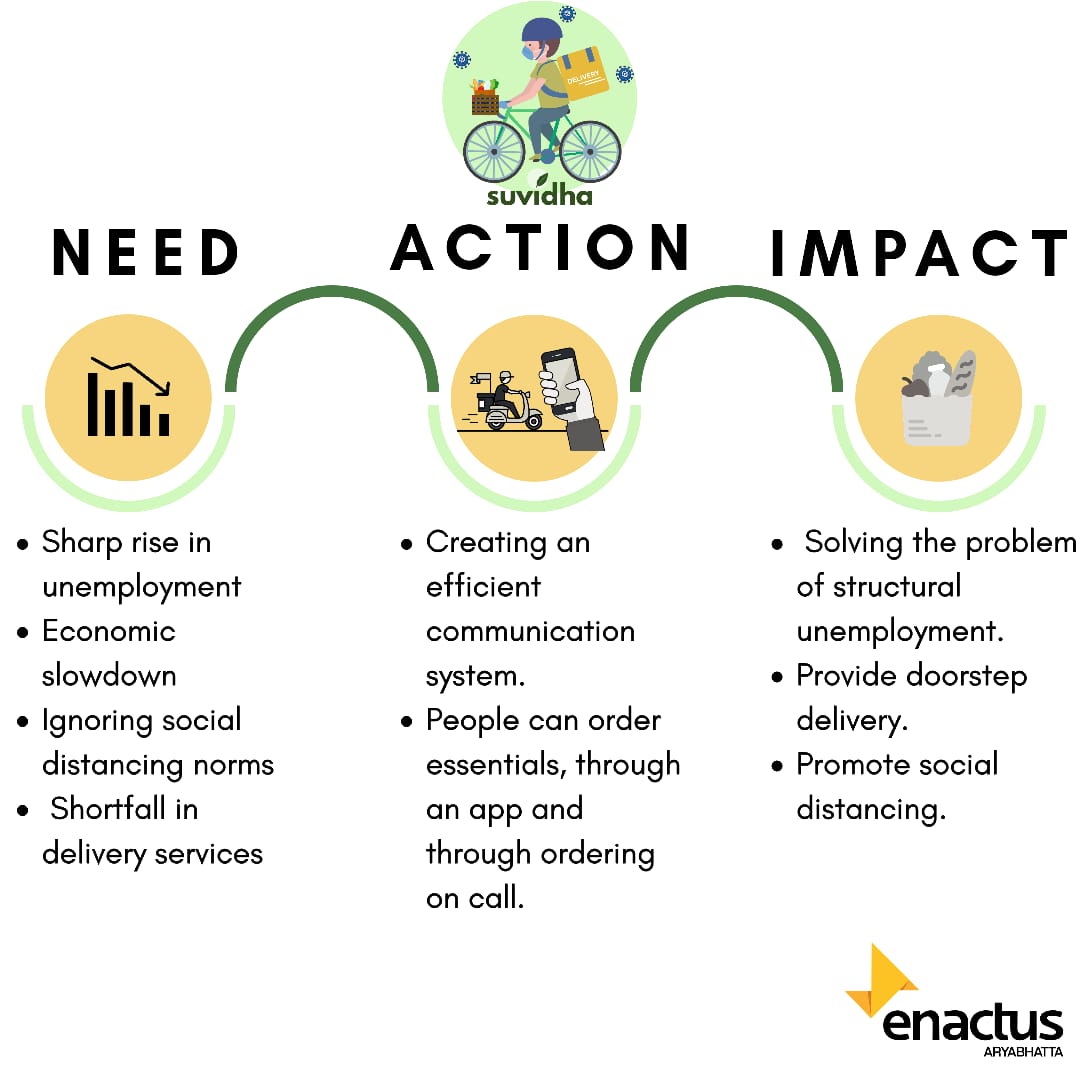 DELIVERY
suvidha
NEED
ACTION
IMPACT
• Sharp rise in
unemployment
• Economic
slowdown
• Ignoring social
distancing norms
• Shortfall in
delivery services
• Creating an
efficient
communication
system.
• People can order
essentials, through
an app and
through ordering
on call.
• Solving the problem
of structural
unemployment.
• Provide doorstep
delivery.
• Promote social
distancing.
enactus
ARYABHATTA